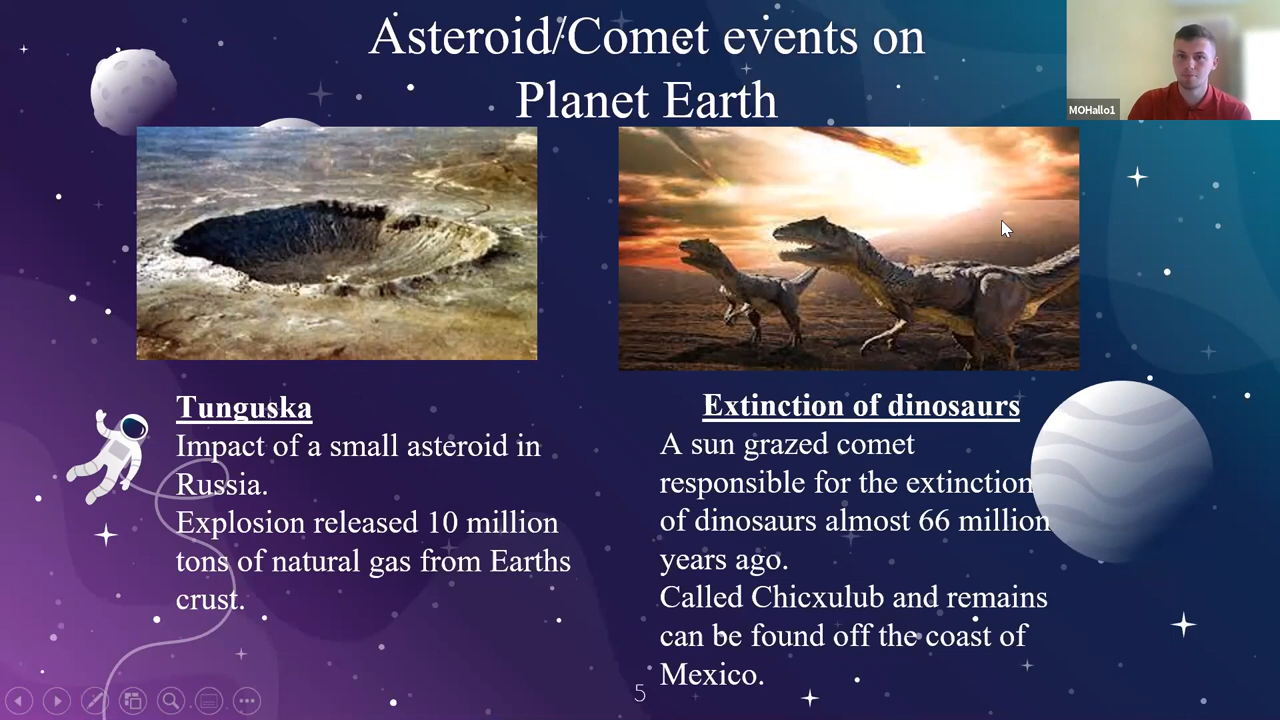 Asteroid/Comet events on
Planet Earth
MOHallo1
Tunguska
Impact of a small asteroid in
Russia.
Explosion released 10 million
tons of natural gas from Earths
crust.
Extinction of dinosaurs
A sun grazed comet
responsible for the extinction
of dinosaurs almost 66 million
years ago.
Called Chicxulub and remains
can be found off the coast of
Mexico.
5